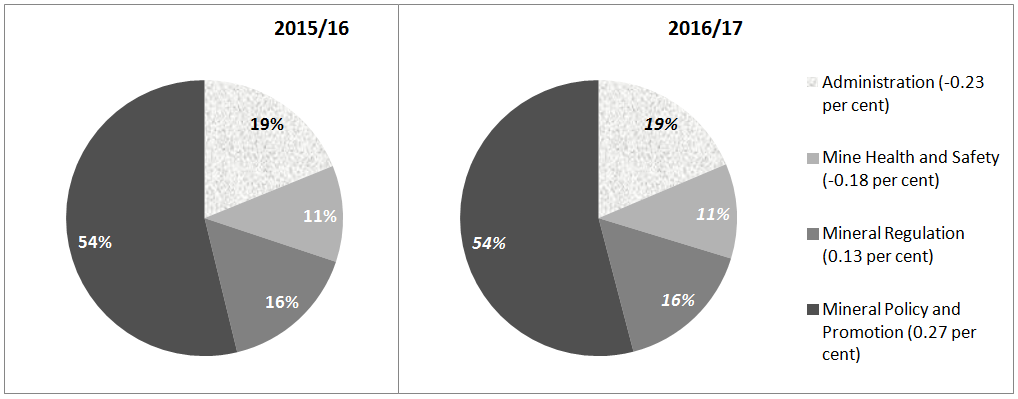 2015/16
19%
11%
16%
54%
2016/17
19%
11%
16%
54%
Administration (-0.23
per cent)
Mine Health and Safety
(-0.18 per cent)
Mineral Regulation
(0.13 per cent)
Mineral Policy and
Promotion (0.27 per
cent)